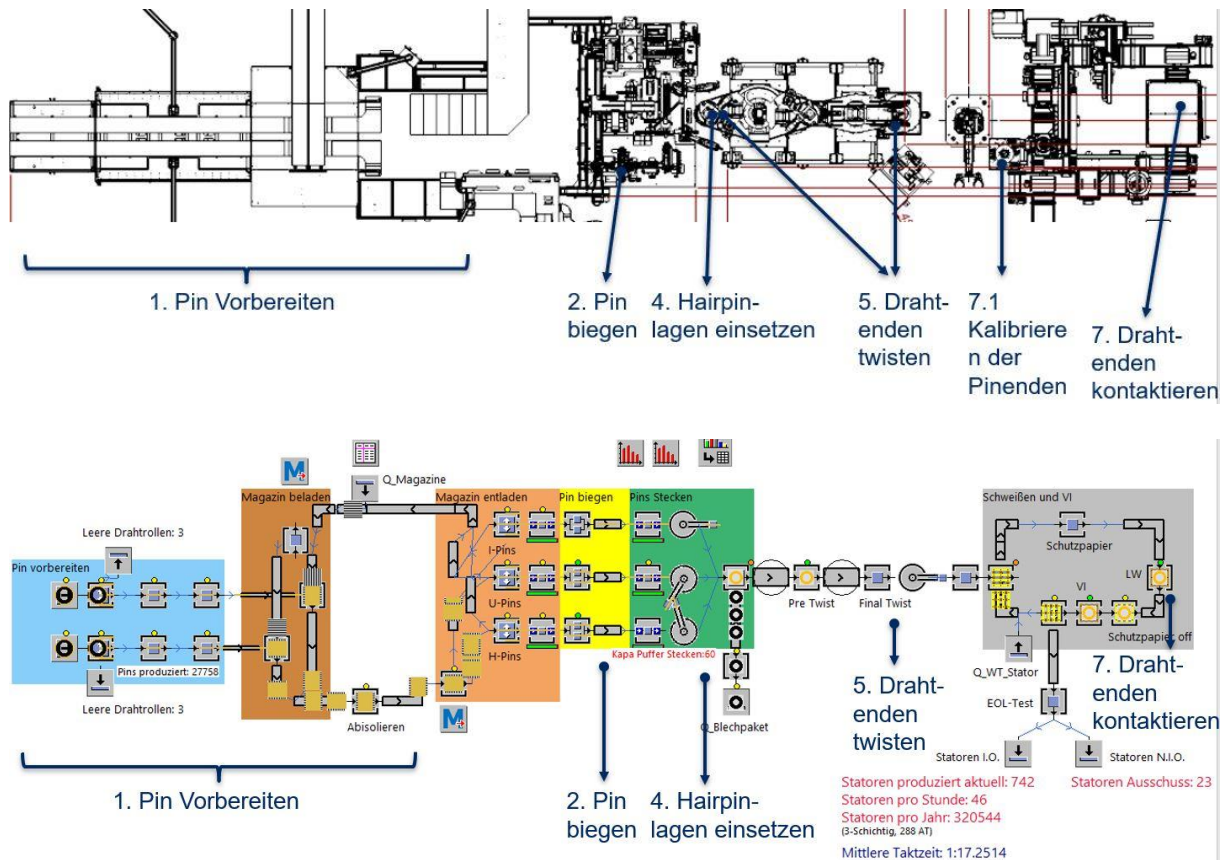 1. Pin Vorbereiten
2. Pin
biegen
4. Hairpin-
lagen einsetzen
5. Draht-
enden
twisten
7.1
Kalibriere
n der
Pinenden
7. Draht-
enden
kontaktieren
Magazin beladen
Q_Magazine
Magazin entladen
Pin biegen
Pins Stecken
Schweißen und VI
Leere Drahtrollen: 3
Pin vorbereiten
I-Pins
U-Pins
H-Pins
Pins produziert: 27758
Leere Drahtrollen: 3
Abisolieren
Kapa Puffer Stecken:60
Pre Twist
Final Twist
Schutzpapier
LW
VI
Schutzpapier off
Q_WT_Stator
EOL-Test
Q_Blechpaket
Statoren I.O.
Statoren N.I.O.
1. Pin Vorbereiten
2. Pin
biegen
4. Hairpin-
lagen einsetzen
5. Draht-
enden
twisten
7. Draht-
enden
kontaktieren
Statoren produziert aktuell: 742
Statoren Ausschuss: 23
Statoren pro Stunde: 46
Statoren pro Jahr: 320544
(3-Schichtig, 288 AT)
Mittlere Taktzeit: 1:17.2514